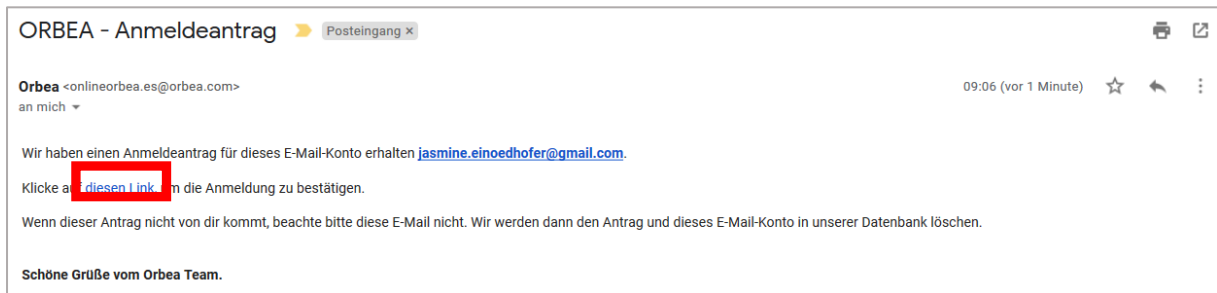 ORBEA - Anmeldeantrag Posteingang ×
Orbea <onlineorbea.es@orbea.com> 09:06 (vor 1 Minute)
an mich
Wir haben einen Anmeldeantrag für dieses E-Mail-Konto erhalten jasmine.einoedhofer@gmail.com.
Klicke auf diesen Link, um die Anmeldung zu bestätigen.
Wenn dieser Antrag nicht von dir kommt, beachte bitte diese E-Mail nicht. Wir werden dann den Antrag und dieses E-Mail-Konto in unserer Datenbank löschen.
Schöne Grüße vom Orbea Team.